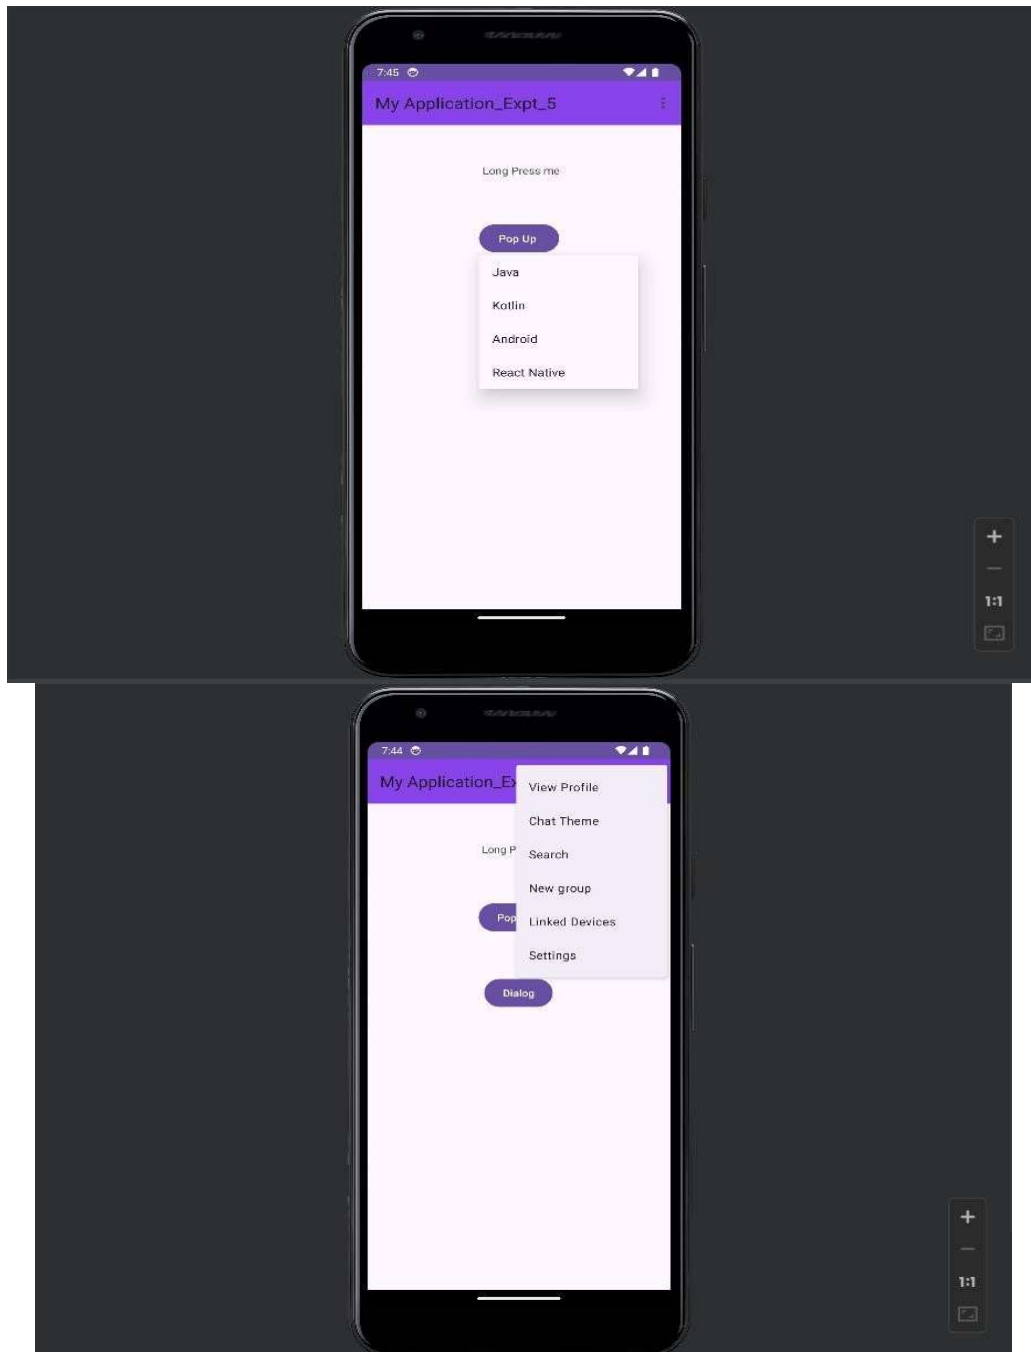 7:45
My Application_Expt_5
Long Press me
Pop Up
Java
Kotlin
Android
React Native
1:1
7:44
My Application_Ex
View Profile
Chat Theme
Long P
Search
New group
Pop
Linked Devices
Settings
Dialog
1:1